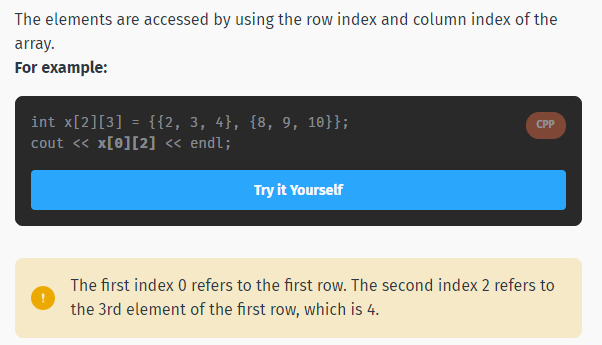 The elements are accessed by using the row index and column index of the
array.
For example:
int x[2][3] = {{2, 3, 4}, {8, 9, 10}};
CPP
cout << x[0][2] << endl;
Try it Yourself
!
The first index 0 refers to the first row. The second index 2 refers to
the 3rd element of the first row, which is 4.